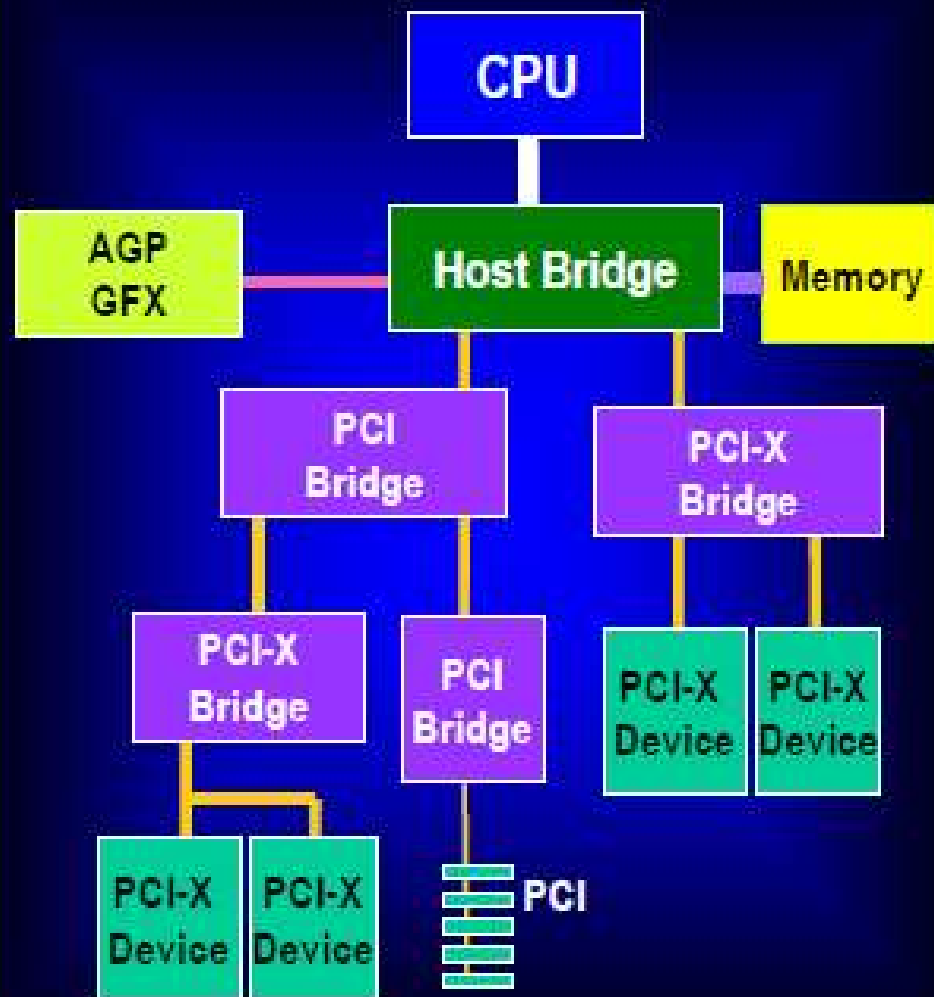 CPU
AGP
GFX
Host Bridge
Memory
PCI
Bridge
PCI-X
Bridge
PCI-X
Bridge
PCI
Bridge
PCI-X
Device
PCI-X
Device
PCI-X
Device
PCI-X
Device
PCI